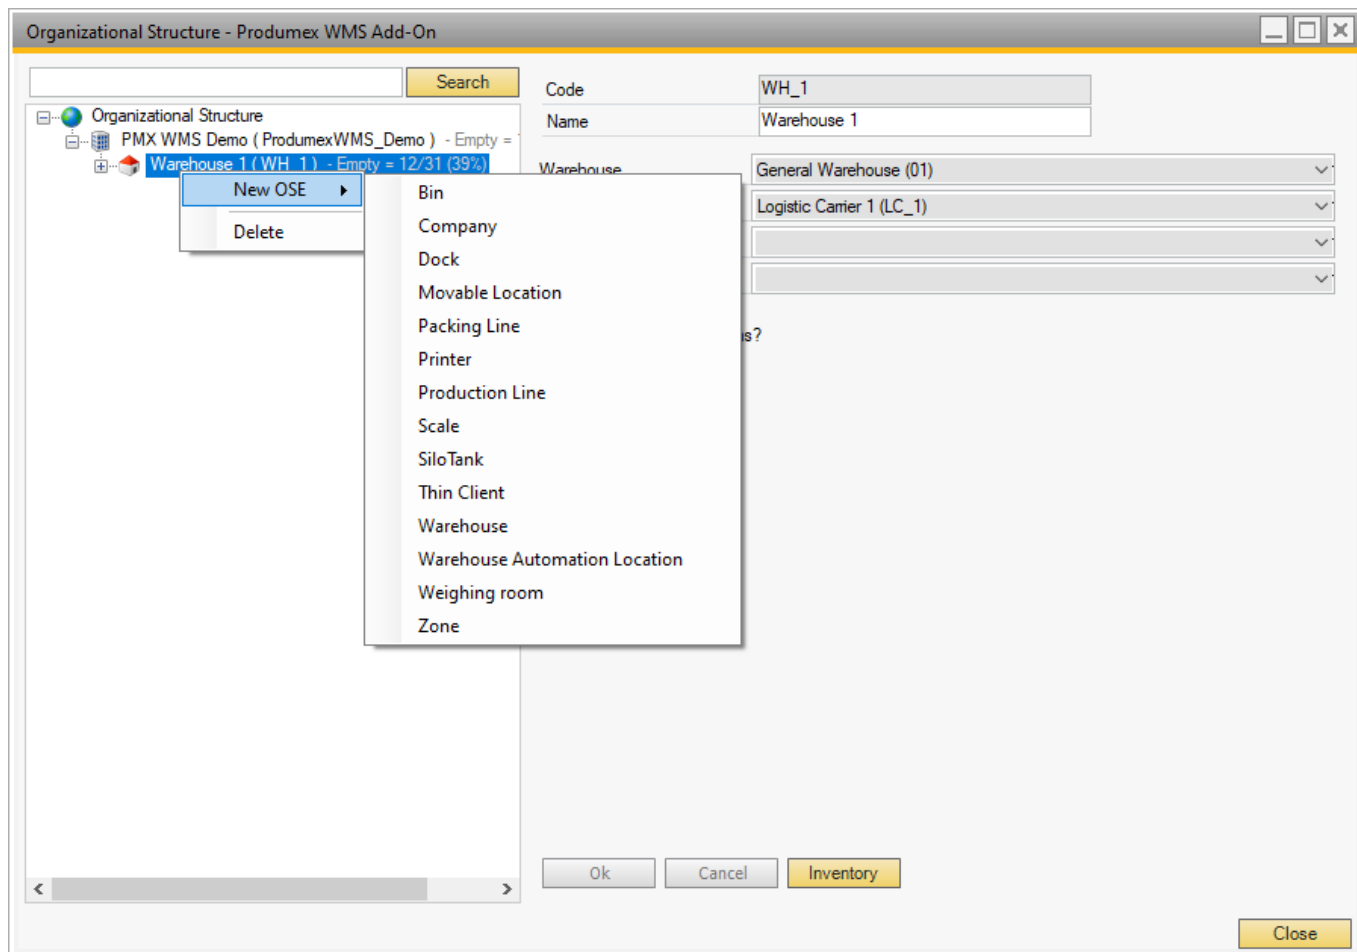 Organizational Structure - Produmex WMS Add-On
Search
Organizational Structure
PMX WMS Demo ( ProdumexWMS_Demo ) - Empty =
Warehouse 1 ( WH_1 ) - Empty = 12/31 (39%)
New OSE
Delete
Bin
Company
Dock
Movable Location
Packing Line
Printer
Production Line
Scale
SiloTank
Thin Client
Warehouse
Warehouse Automation Location
Weighing room
Zone
Code WH_1
Name Warehouse 1
Warehouse General Warehouse (01)
Logistic Carrier 1 (LC_1)
Ok Cancel Inventory
Close